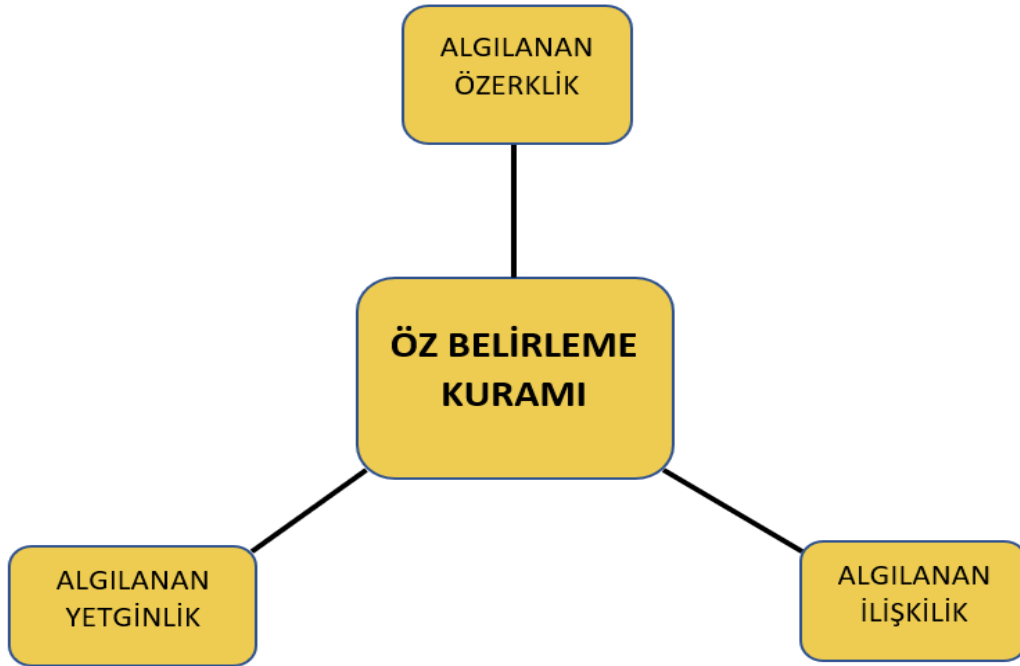 ALGILANAN
ÖZERKLİK
ÖZ BELİRLEME
KURAMI
ALGILANAN
YETGİNLİK
ALGILANAN
İLİŞKİLİK